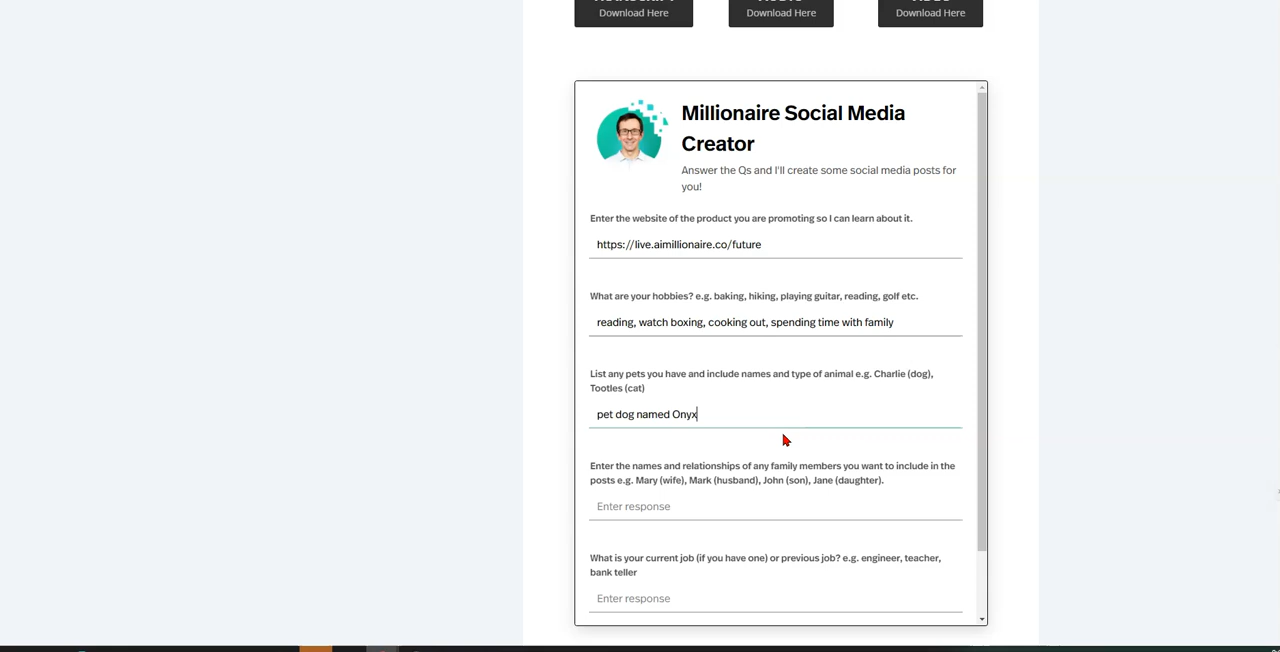 Download Here
Download Here
Download Here
Millionaire Social Media
Creator
Answer the Qs and I'll create some social media posts for
you!
Enter the website of the product you are promoting so I can learn about it.
https://live.aimillionaire.co/future
What are your hobbies? e.g. baking, hiking, playing guitar, reading, golf etc.
reading, watch boxing, cooking out, spending time with family
List any pets you have and include names and type of animal e.g. Charlie (dog),
Tootles (cat)
pet dog named Onyx
Enter the names and relationships of any family members you want to include in the
posts e.g. Mary (wife), Mark (husband), John (son), Jane (daughter).
Enter response
What is your current job (if you have one) or previous job? e.g. engineer, teacher,
bank teller
Enter response